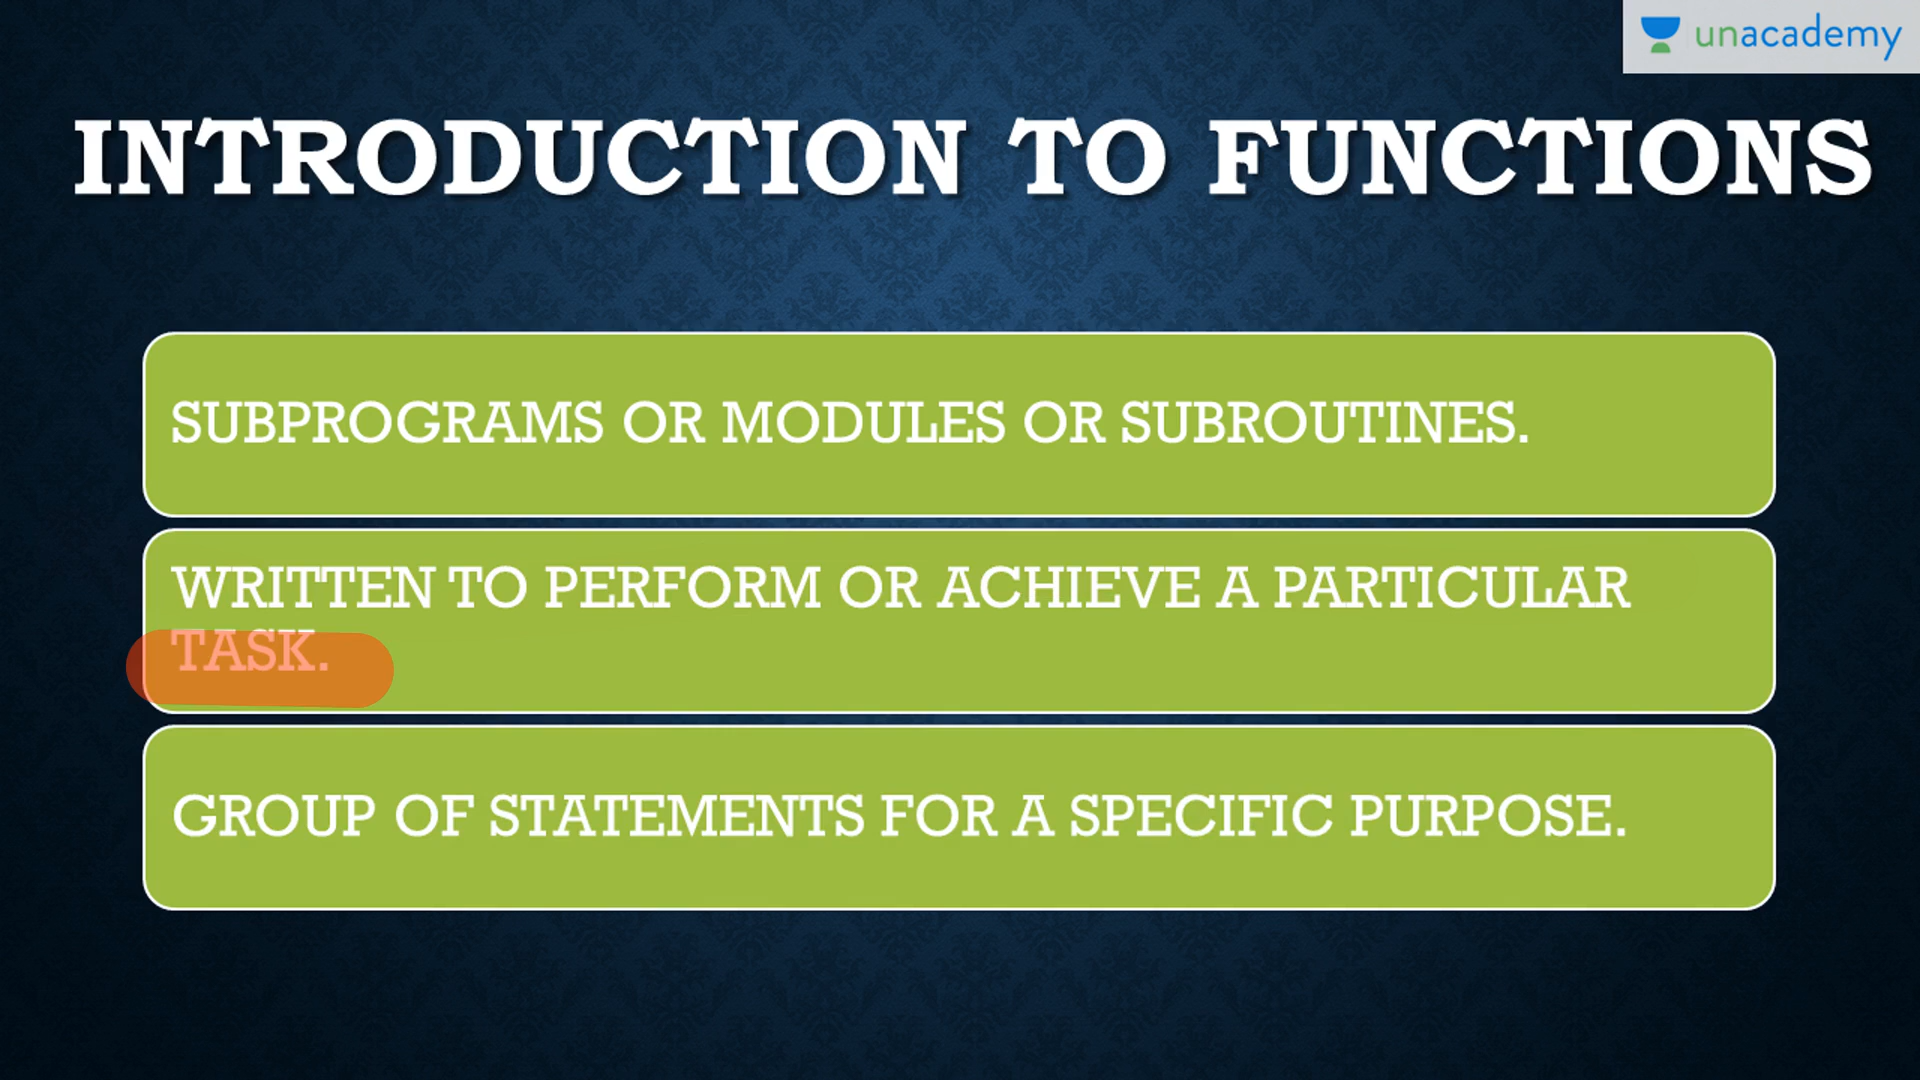 unacademy
INTRODUCTION TO FUNCTIONS
SUBPROGRAMS OR MODULES OR SUBROUTINES.
WRITTEN TO PERFORM OR ACHIEVE A PARTICULAR
TASK.
GROUP OF STATEMENTS FOR A SPECIFIC PURPOSE.